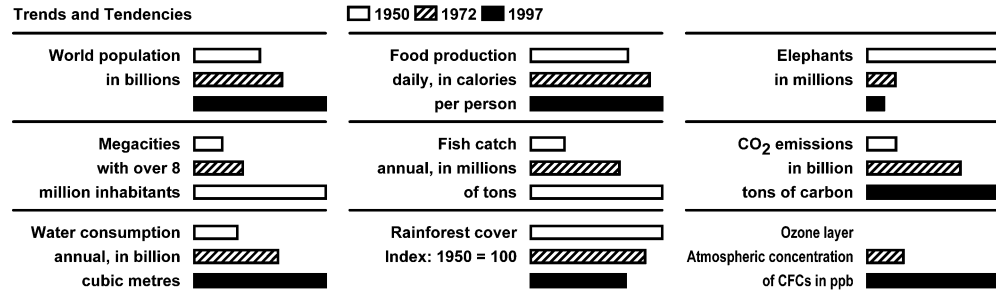 Trends and Tendencies 1950 1972 1997
World population
in billions
Food production
daily, in calories
per person
Elephants
in millions
Megacities
with over 8
million inhabitants
Fish catch
annual, in millions
of tons
CO2 emissions
in billion
tons of carbon
Water consumption
annual, in billion
cubic metres
Rainforest cover
Index: 1950 = 100
Ozone layer
Atmospheric concentration
of CFCs in ppb